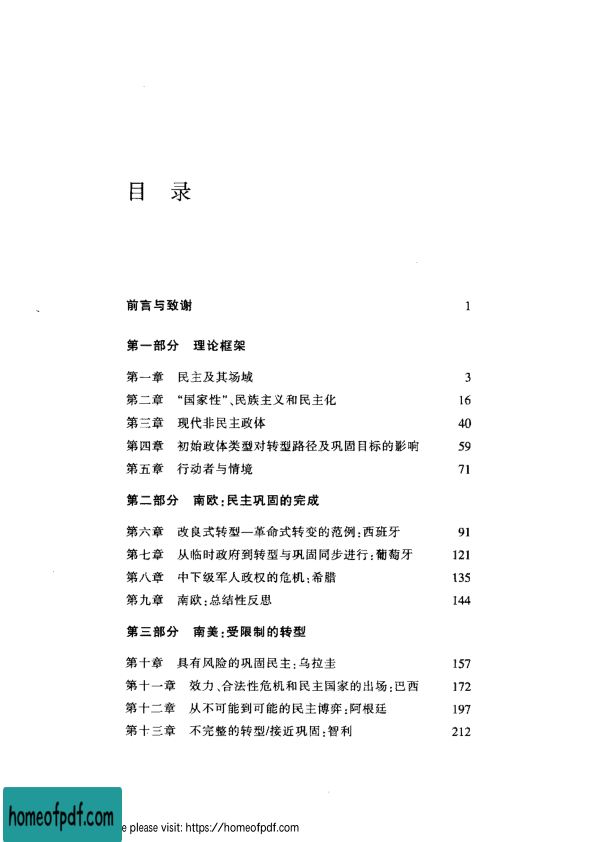 目 录
前言与致谢 1
第一部分 理论框架
第一章 民主及其场域 3
第二章 “国家性”、民族主义和民主化 16
第三章 现代非民主政体 40
第四章 初始政体类型对转型路径及巩固目标的影响 59
第五章 行动者与情境 71
第二部分 南欧:民主巩固的完成
第六章 改良式转型—革命式转变的范例:西班牙 91
第七章 从临时政府到转型与巩固同步进行:葡萄牙 121
第八章 中下级军人政权的危机:希腊 135
第九章 南欧:总结性反思 144
第三部分 南美:受限制的转型
第十章 具有风险的巩固民主:乌拉圭 157
第十一章 效力、合法性危机和民主国家的出场:巴西 172
第十二章 从不可能到可能的民主博弈:阿根廷 197
第十三章 不完整的转型/接近巩固:智利 212
homeofpdf.com
e please visit: https://homeofpdf.com